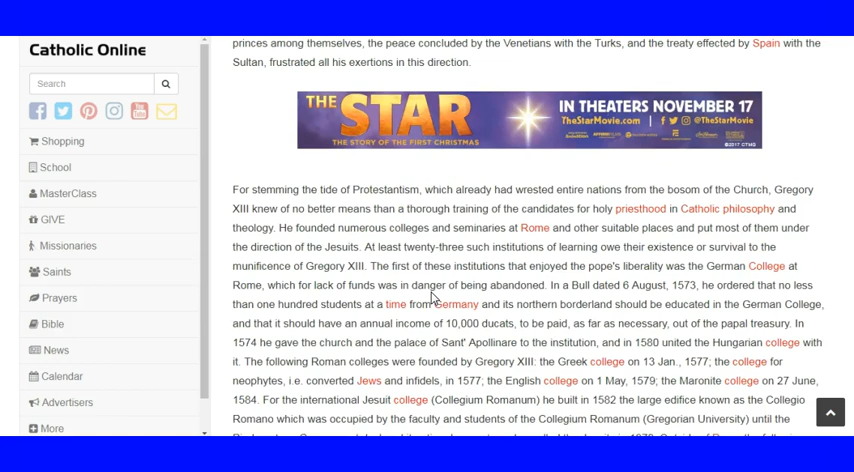 Catholic Online
Search
Shopping
School
MasterClass
GIVE
Missionaries
Saints
Prayers
Bible
News
Calendar
Advertisers
More
princes among themselves, the peace concluded by the Venetians with the Turks, and the treaty effected by Spain with the
Sultan, frustrated all his exertions in this direction.
THE STAR
THE STORY OF THE FIRST CHRISTMAS
IN THEATERS NOVEMBER 17
TheStarMovie.com | @TheStarMovie
©2017 CTMG
For stemming the tide of Protestantism, which already had wrested entire nations from the bosom of the Church, Gregory
XIII knew of no better means than a thorough training of the candidates for holy priesthood in Catholic philosophy and
theology. He founded numerous colleges and seminaries at Rome and other suitable places and put most of them under
the direction of the Jesuits. At least twenty-three such institutions of learning owe their existence or survival to the
munificence of Gregory XIII. The first of these institutions that enjoyed the pope's liberality was the German College at
Rome, which for lack of funds was in danger of being abandoned. In a Bull dated 6 August, 1573, he ordered that no less
than one hundred students at a time from Germany and its northern borderland should be educated in the German College,
and that it should have an annual income of 10,000 ducats, to be paid, as far as necessary, out of the papal treasury. In
1574 he gave the church and the palace of Sant' Apollinare to the institution, and in 1580 united the Hungarian college with
it. The following Roman colleges were founded by Gregory XIII: the Greek college on 13 Jan., 1577; the college for
neophytes, i.e. converted Jews and infidels, in 1577; the English college on 1 May, 1579; the Maronite college on 27 June,
1584. For the international Jesuit college (Collegium Romanum) he built in 1582 the large edifice known as the Collegio
Romano which was occupied by the faculty and students of the Collegium Romanum (Gregorian University) until the